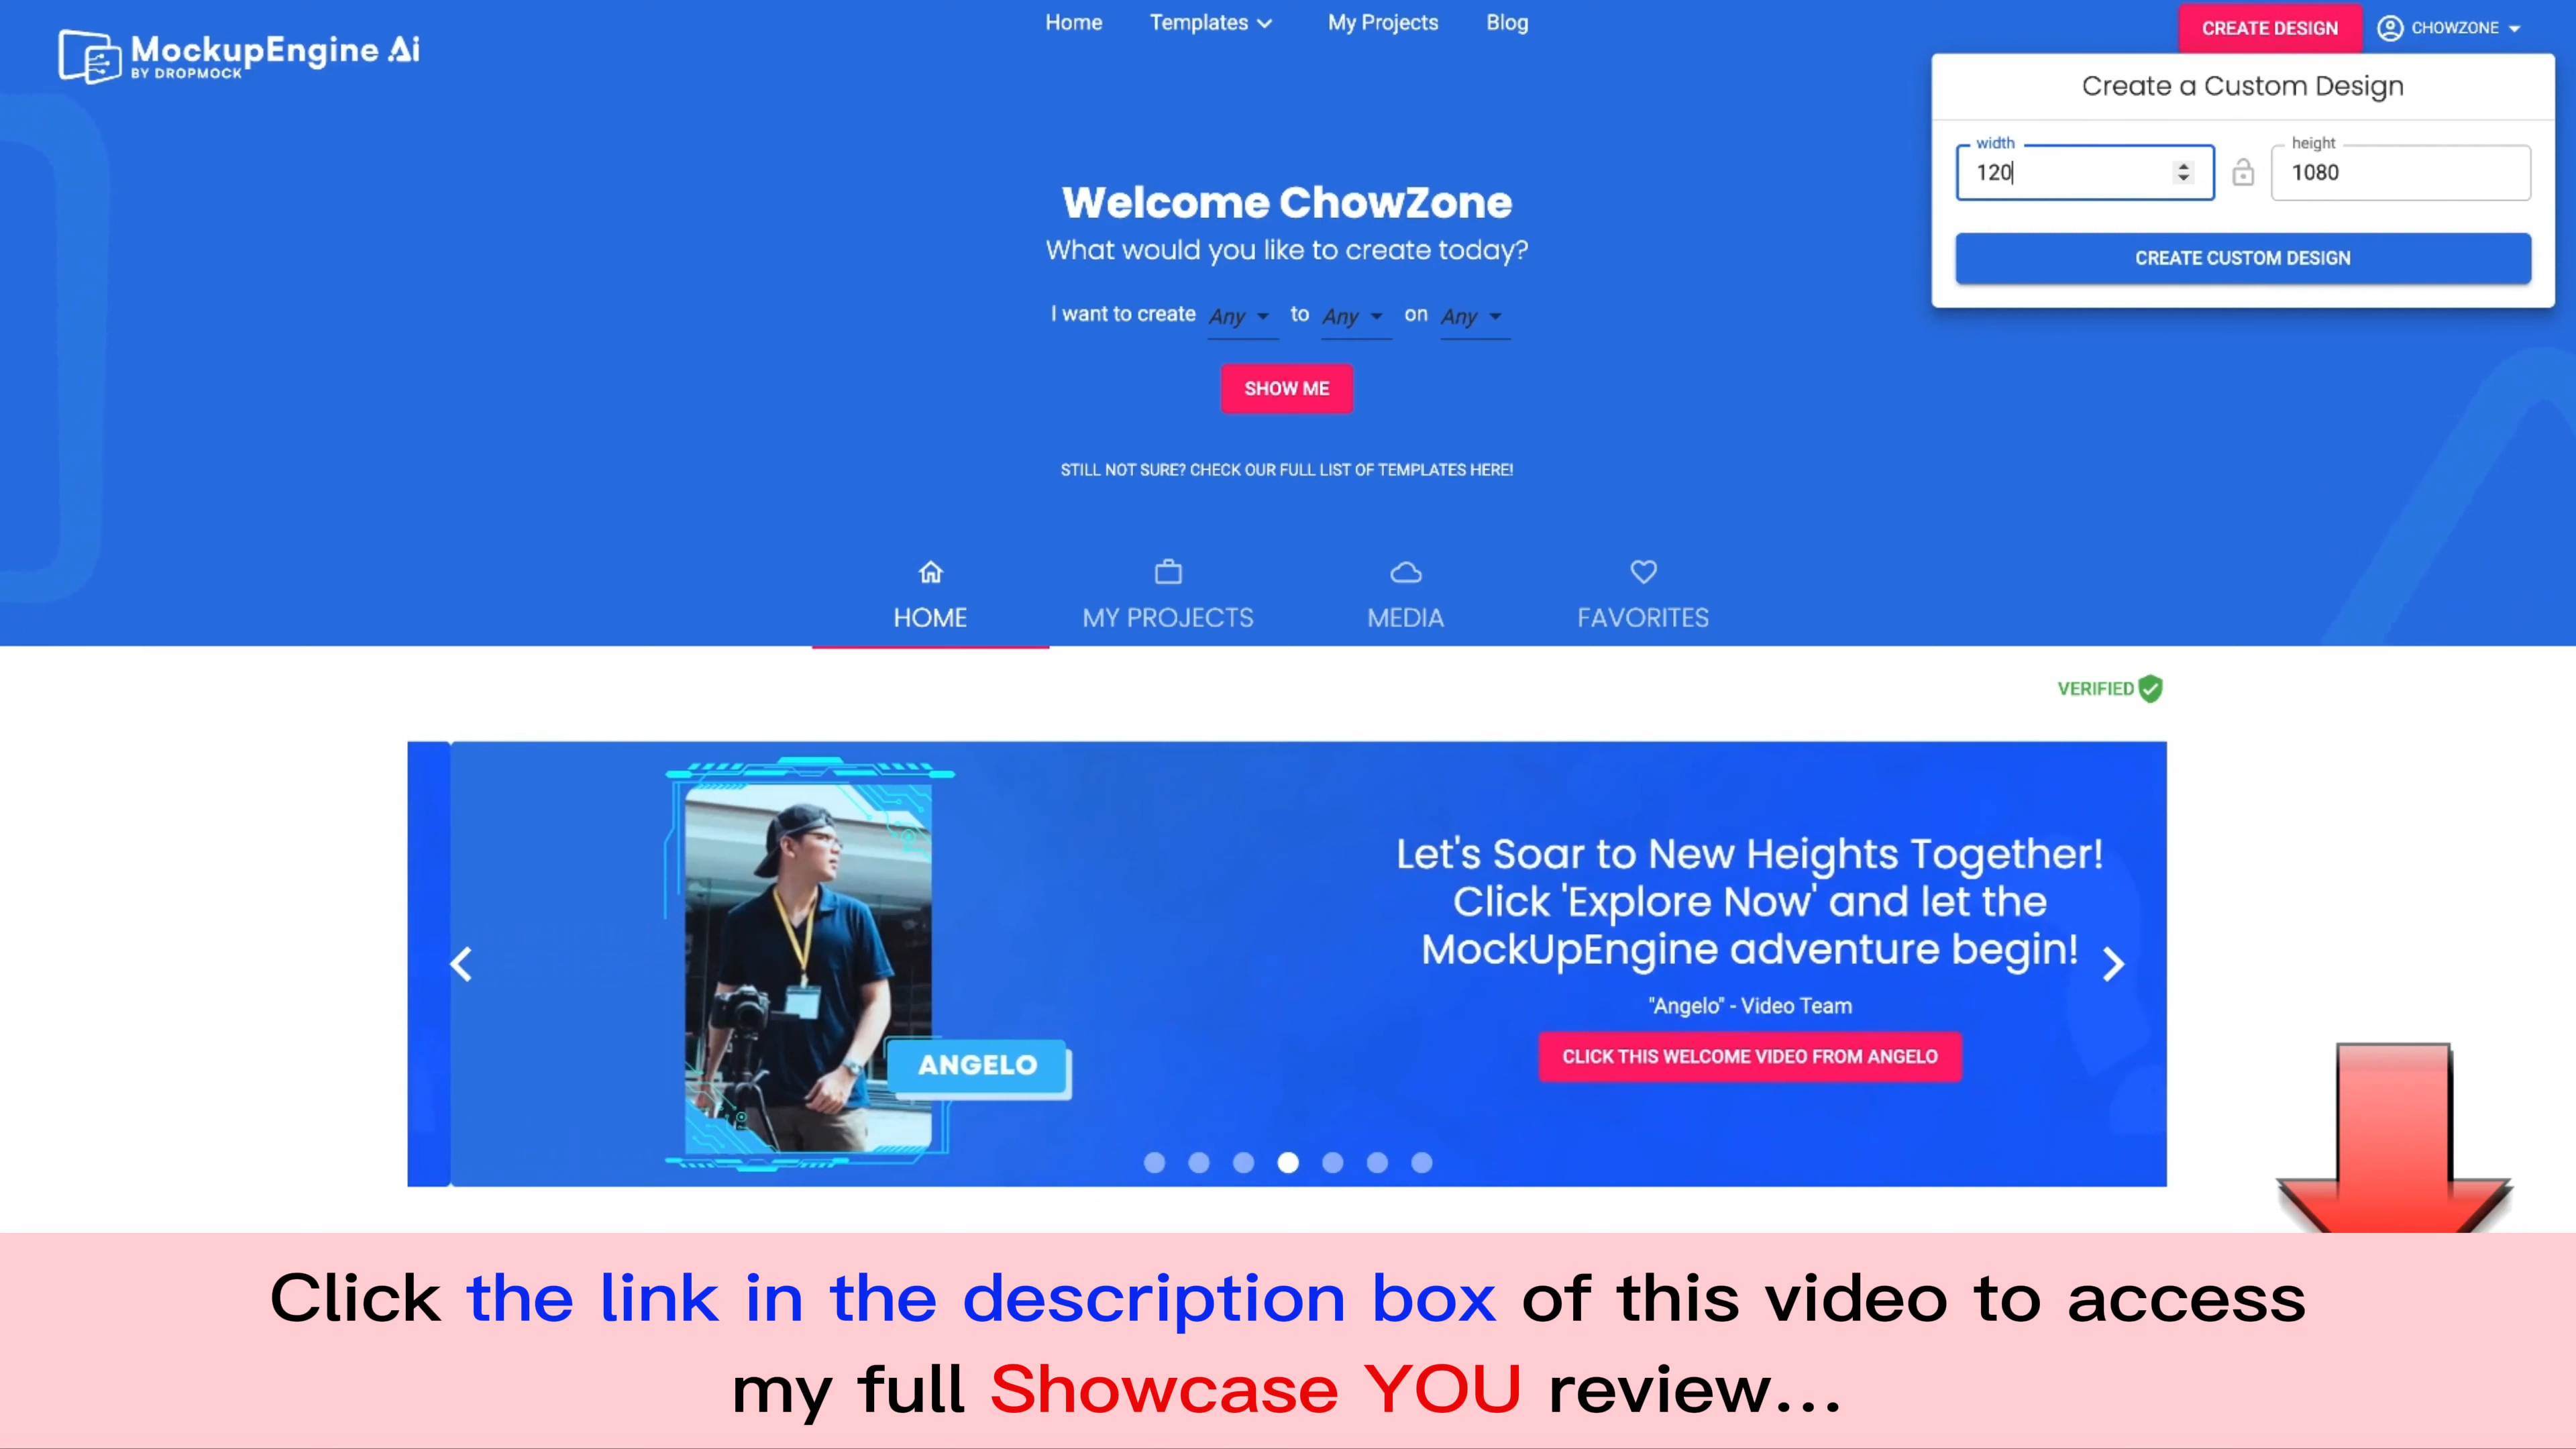 MockupEngine Ai
BY DROPMOCK
Home Templates My Projects Blog
CREATE DESIGN CHOWZONE
Create a Custom Design
width height
120 1080
CREATE CUSTOM DESIGN
Welcome ChowZone
What would you like to create today?
I want to create Any to Any on Any
SHOW ME
STILL NOT SURE? CHECK OUR FULL LIST OF TEMPLATES HERE!
HOME MY PROJECTS MEDIA FAVORITES
VERIFIED
ANGELO
Let's Soar to New Heights Together!
Click 'Explore Now' and let the
MockUpEngine adventure begin!
"Angelo" - Video Team
CLICK THIS WELCOME VIDEO FROM ANGELO
Click the link in the description box of this video to access
my full Showcase YOU review...